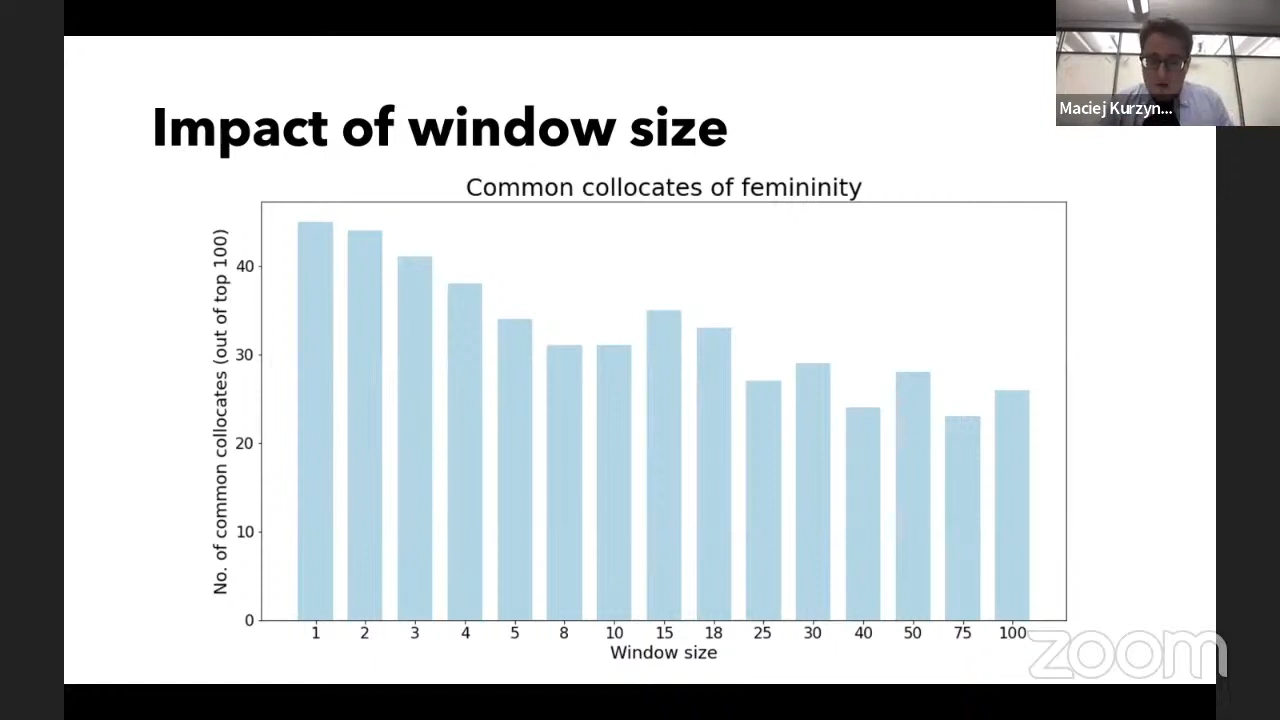 Maciej Kurzyn...
Impact of window size
Common collocates of femininity
No. of common collocates (out of top 100)
40
30
20
10
0
1 2 3 4 5 8 10 15 18 25 30 40 50 75 100
Window size
zoom